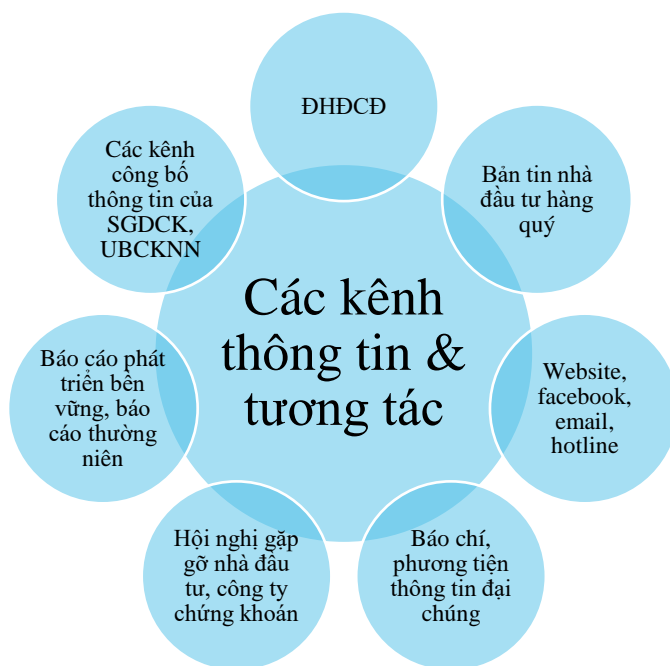 ĐHĐCĐ
Bản tin nhà
đầu tư hàng
quý
Website,
facebook,
email,
hotline
Báo chí,
phương tiện
thông tin đại
chúng
Hội nghị gặp
gỡ nhà đầu
tư, công ty
chứng khoán
Báo cáo phát
triển bền
vững, báo
cáo thường
niên
Các kênh
công bố
thông tin của
SGDCK,
UBCKNN
Các kênh
thông tin &
tương tác